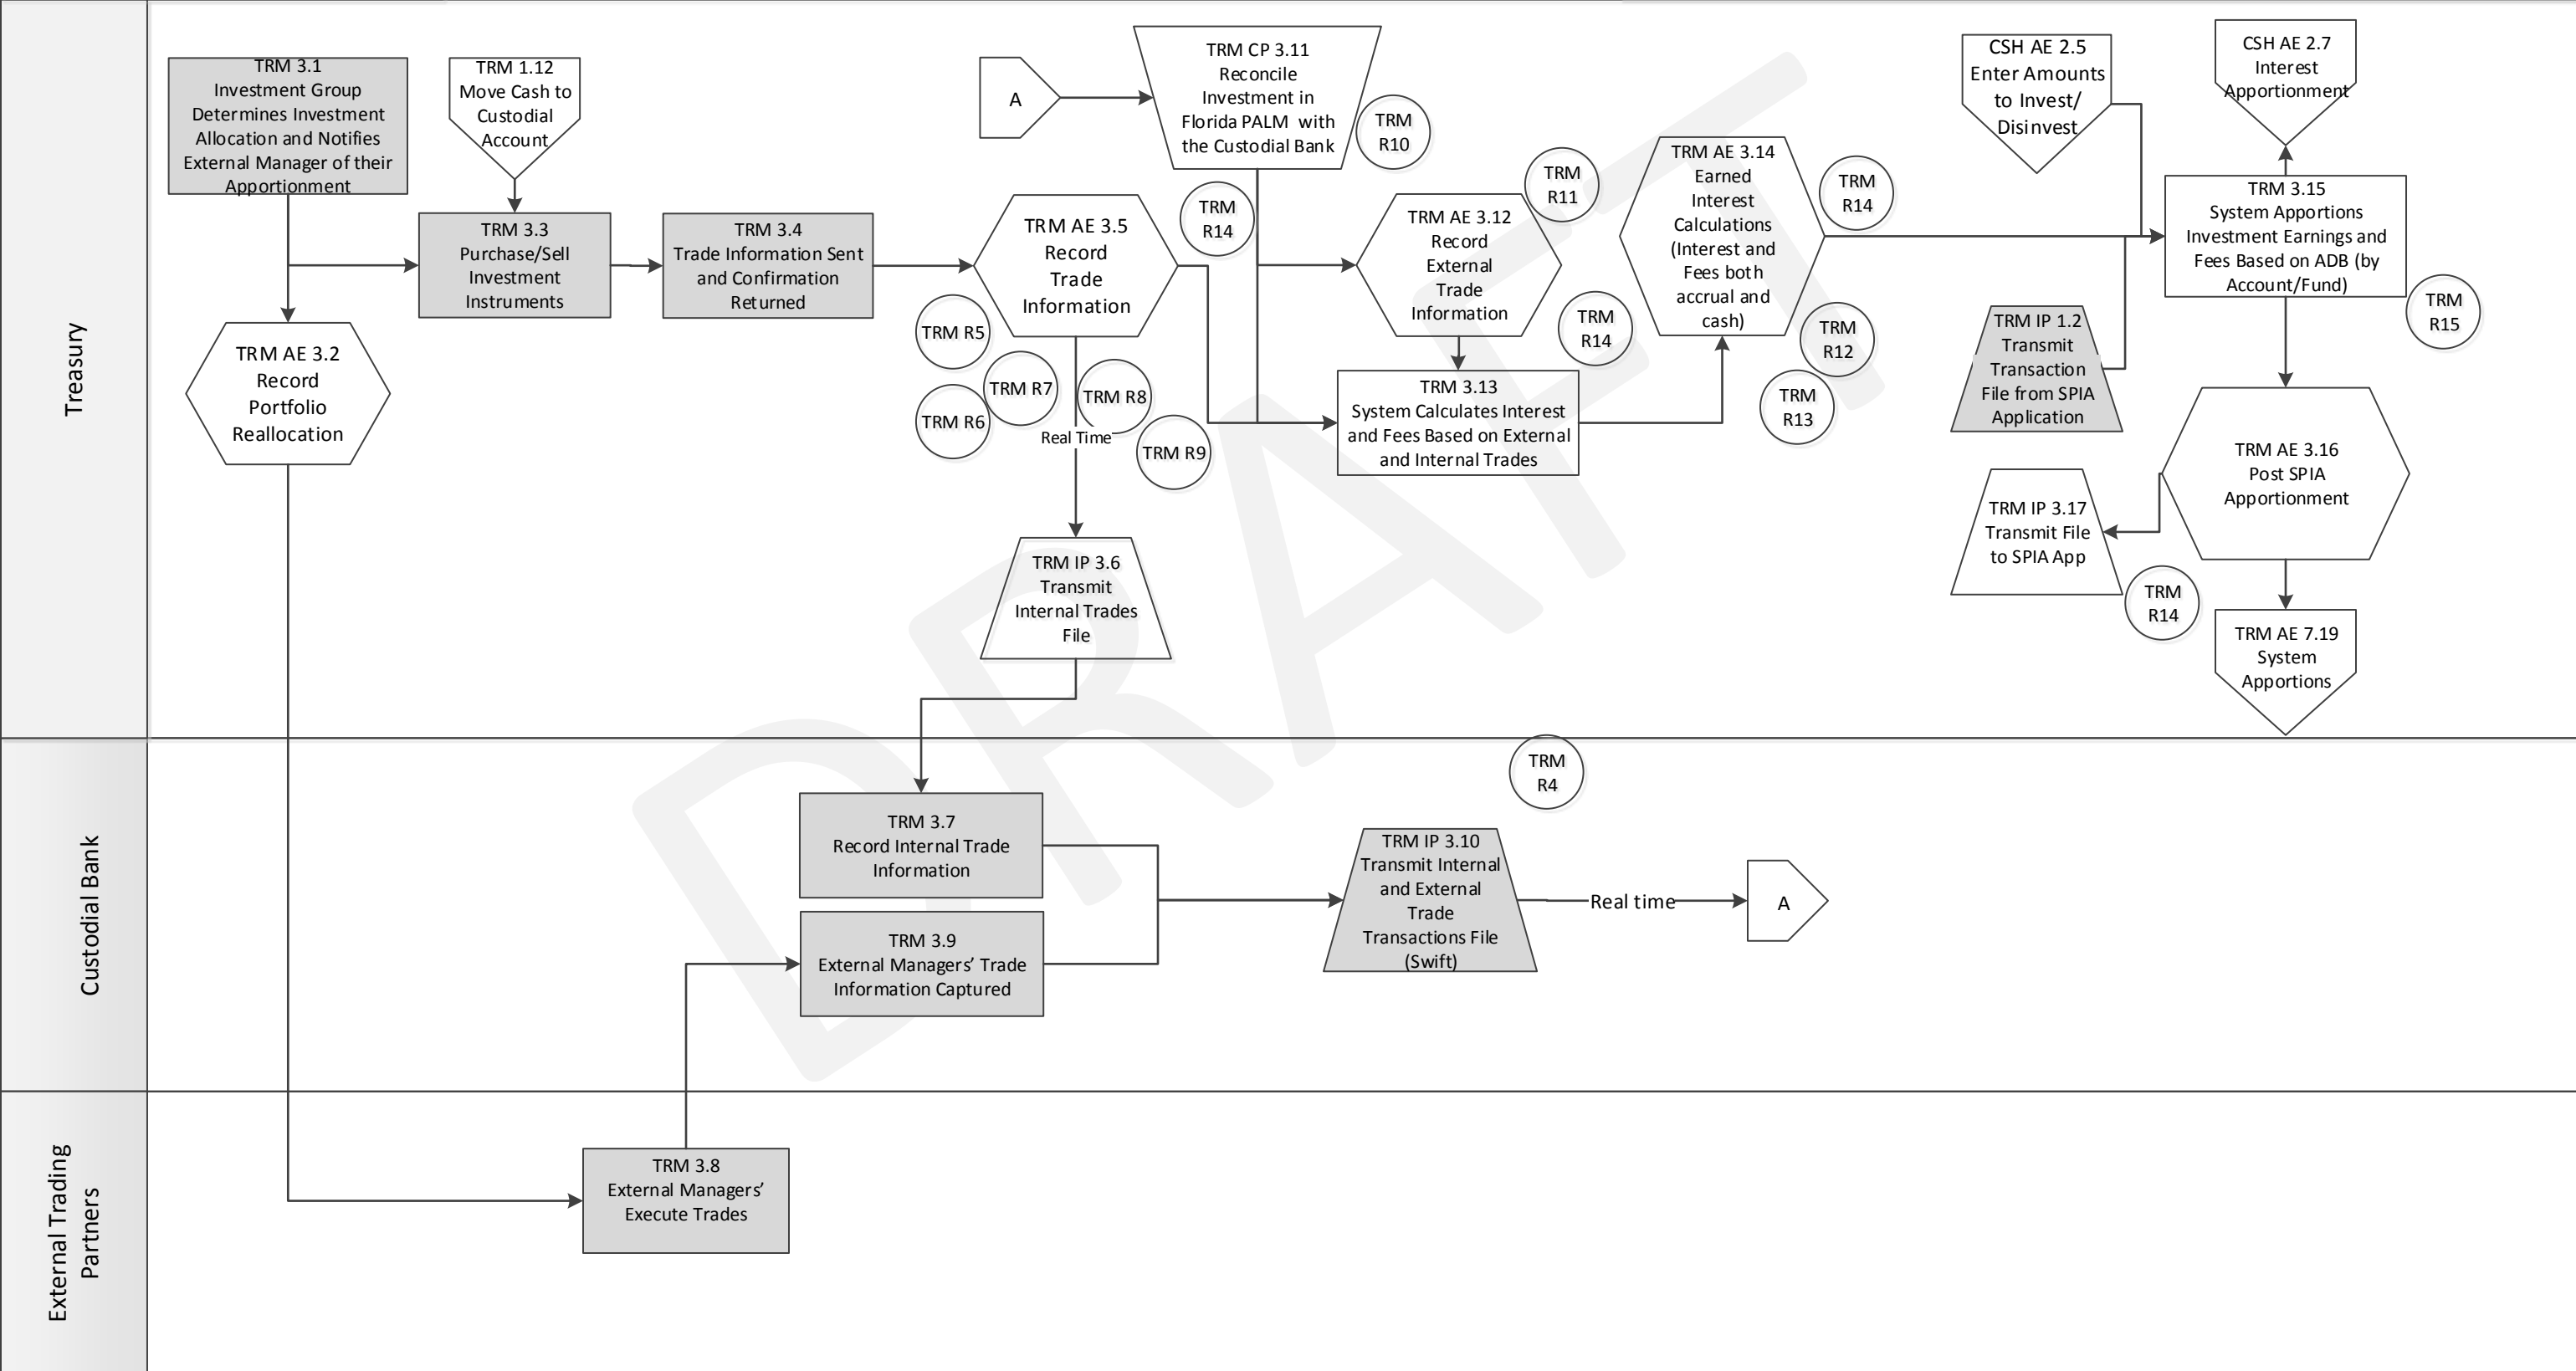 Treasury
TRM 3.1
Investment Group
Determines Investment
Allocation and Notifies
External Manager of their
Apportionment
TRM 1.12
Move Cash to
Custodial
Account
TRM AE 3.2
Record
Portfolio
Reallocation
TRM 3.3
Purchase/Sell
Investment
Instruments
TRM 3.4
Trade Information Sent
and Confirmation
Returned
TRM AE 3.5
Record
Trade
Information
TRM R5
TRM R6
TRM R7
TRM R8
TRM R9
Real Time
TRM IP 3.6
Transmit
Internal Trades
File
A
TRM CP 3.11
Reconcile
Investment in
Florida PALM with
the Custodial Bank
TRM
R10
TRM
R14
TRM AE 3.12
Record
External
Trade
Information
TRM
R11
TRM
R14
TRM 3.13
System Calculates Interest
and Fees Based on External
and Internal Trades
TRM AE 3.14
Earned
Interest
Calculations
(Interest and
Fees both
accrual and
cash)
TRM
R14
TRM
R12
TRM
R13
CSH AE 2.5
Enter Amounts
to Invest/
Disinvest
TRM IP 1.2
Transmit
Transaction
File from SPIA
Application
CSH AE 2.7
Interest
Apportionment
TRM 3.15
System Apportions
Investment Earnings and
Fees Based on ADB (by
Account/Fund)
TRM
R15
TRM AE 3.16
Post SPIA
Apportionment
TRM IP 3.17
Transmit File
to SPIA App
TRM
R14
TRM AE 7.19
System
Apportions
DRAFT
Custodial Bank
TRM 3.7
Record Internal Trade
Information
TRM 3.9
External Managers’ Trade
Information Captured
TRM
R4
TRM IP 3.10
Transmit Internal
and External
Trade
Transactions File
(Swift)
Real time
A
External Trading
Partners
TRM 3.8
External Managers’
Execute Trades